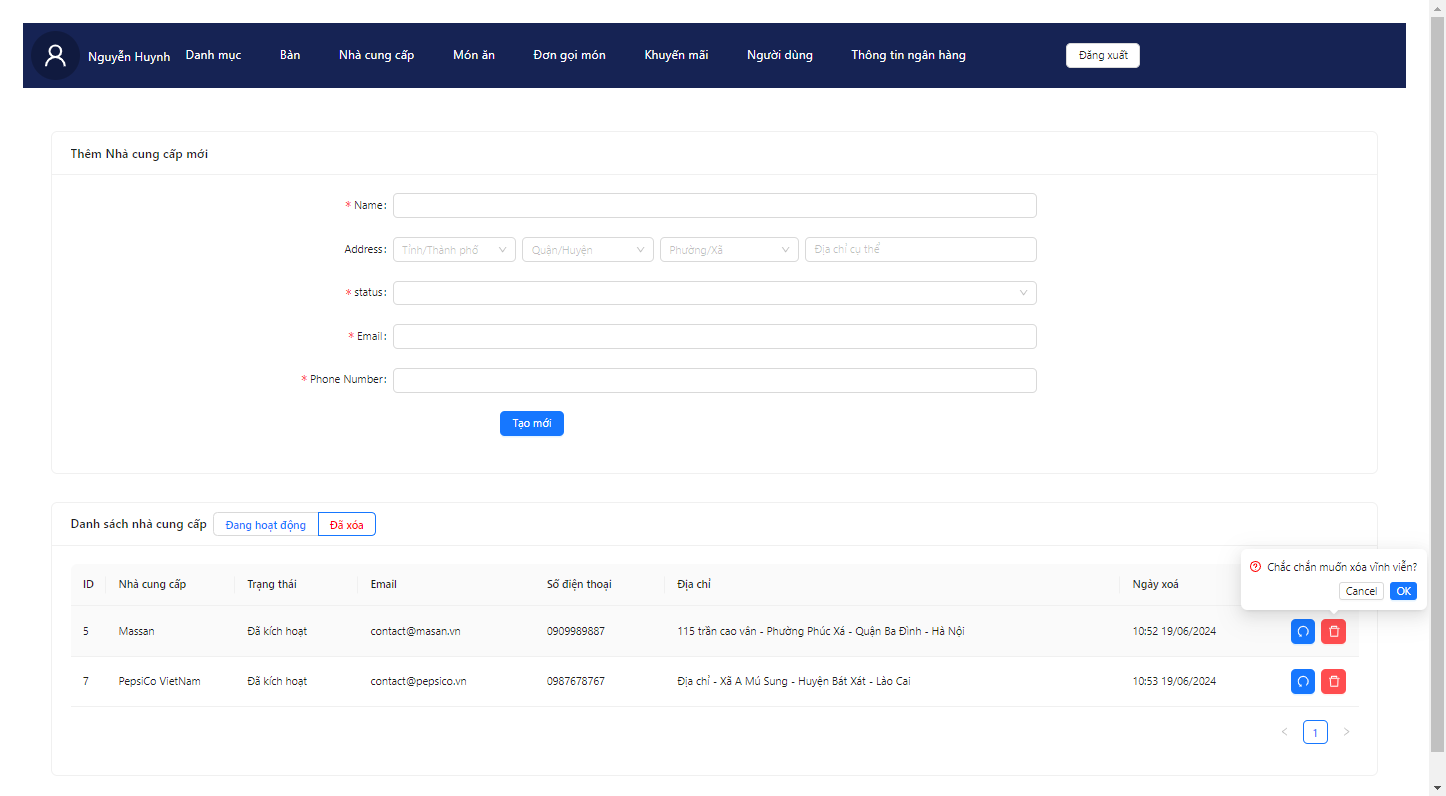 Nguyễn Huynh Danh mục Bàn Nhà cung cấp Món ăn Đơn gọi món Khuyến mãi Người dùng Thông tin ngân hàng Đăng xuất
Thêm Nhà cung cấp mới
* Name:
Address: Tỉnh/Thành phố Quận/Huyện Phường/Xã Địa chỉ cụ thể
* status:
* Email:
* Phone Number:
Tạo mới
Danh sách nhà cung cấp Đang hoạt động Đã xóa
Chắc chắn muốn xóa vĩnh viễn?
Cancel OK
ID Nhà cung cấp Trạng thái Email Số điện thoại Địa chỉ Ngày xoá
5 Massan Đã kích hoạt contact@masan.vn 0909989887 115 trần cao vân - Phường Phúc Xá - Quận Ba Đình - Hà Nội 10:52 19/06/2024
7 PepsiCo VietNam Đã kích hoạt contact@pepsico.vn 0987678767 Địa chỉ - Xã A Mú Sung - Huyện Bát Xát - Lào Cai 10:53 19/06/2024
< 1 >